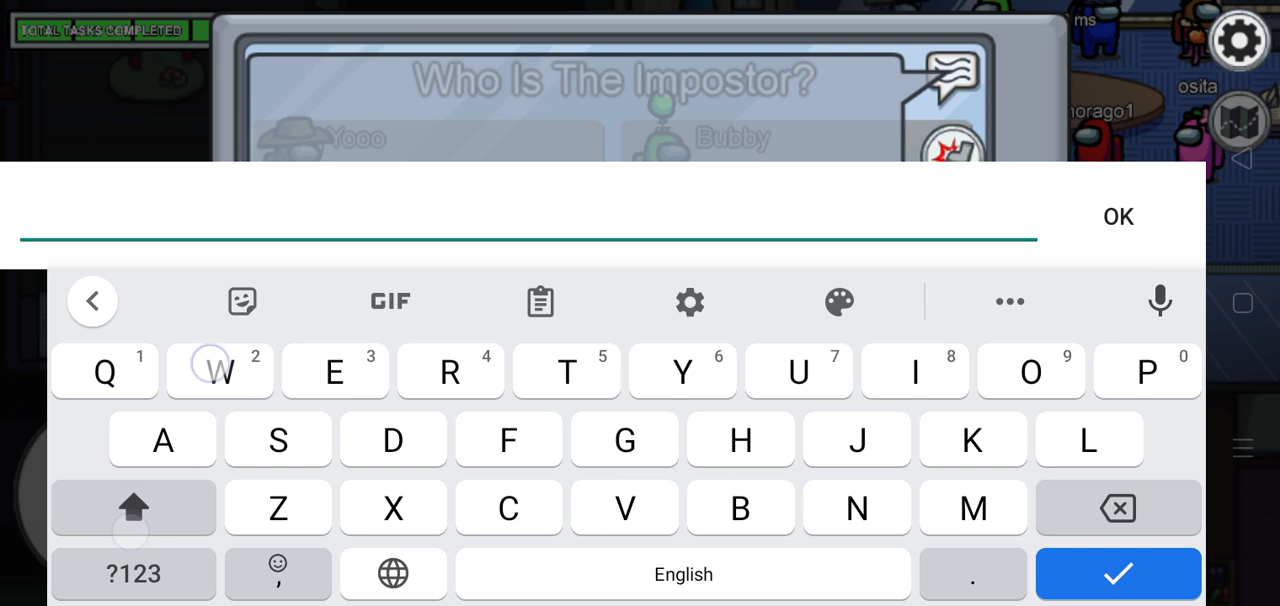 TOTAL TASKS COMPLETED
ms
Who Is The Impostor?
osita
norago1
Yooo
Bubby
OK
GIF
Q 1 W 2 E 3 R 4 T 5 Y 6 U 7 I 8 O 9 P 0
A S D F G H J K L
Z X C V B N M
?123 , English .